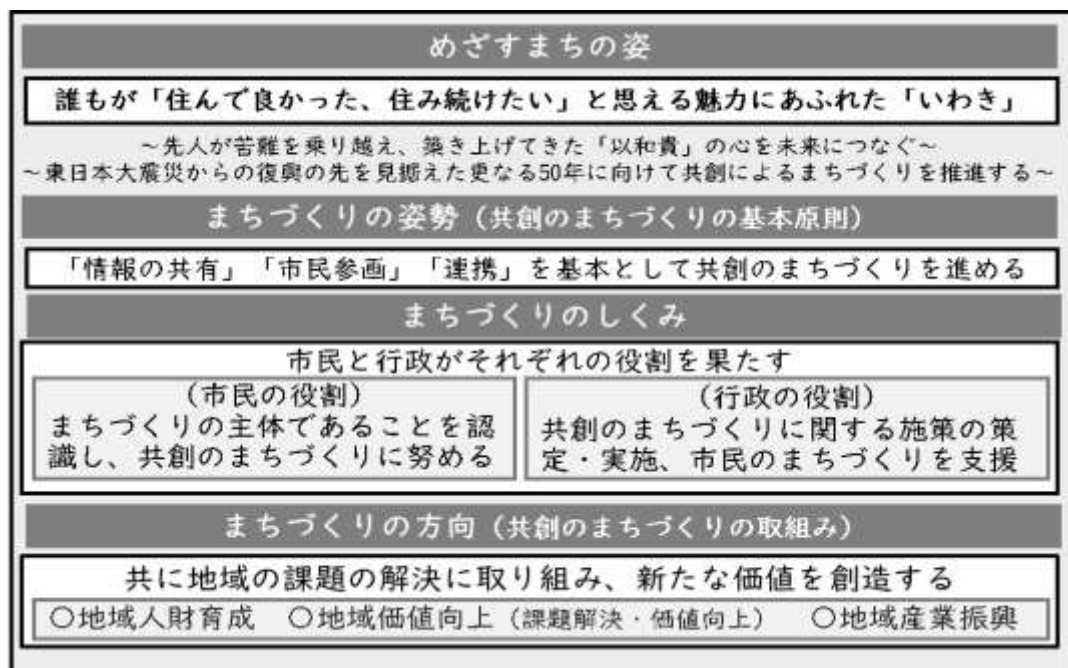 めざすまちの姿
誰もが「住んで良かった、住み続けたい」と思える魅力にあふれた「いわき」
～先人が苦難を乗り越え、築き上げてきた「以和貴」の心を未来につなぐ～
～東日本大震災からの復興の先を見据えた更なる50年に向けて共創によるまちづくりを推進する～
まちづくりの姿勢（共創のまちづくりの基本原則）
「情報の共有」「市民参画」「連携」を基本として共創のまちづくりを進める
まちづくりのしくみ
市民と行政がそれぞれの役割を果たす
（市民の役割）
まちづくりの主体であることを認
識し、共創のまちづくりに努める
（行政の役割）
共創のまちづくりに関する施策の策
定・実施、市民のまちづくりを支援
まちづくりの方向（共創のまちづくりの取組み）
共に地域の課題の解決に取り組み、新たな価値を創造する
○地域人財育成　○地域価値向上（課題解決・価値向上）　○地域産業振興